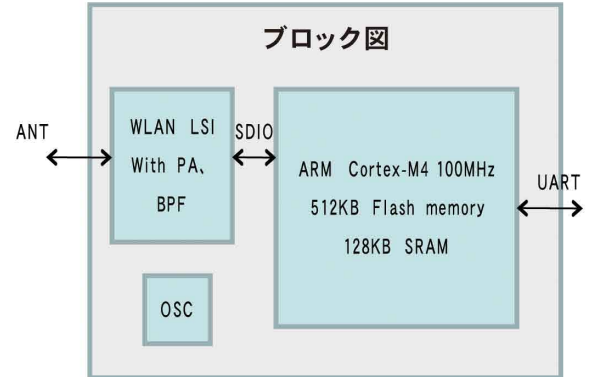 ブロック図
ANT
WLAN LSI
With PA、
BPF
SDIO
ARM Cortex-M4 100MHz
512KB Flash memory
128KB SRAM
UART
OSC